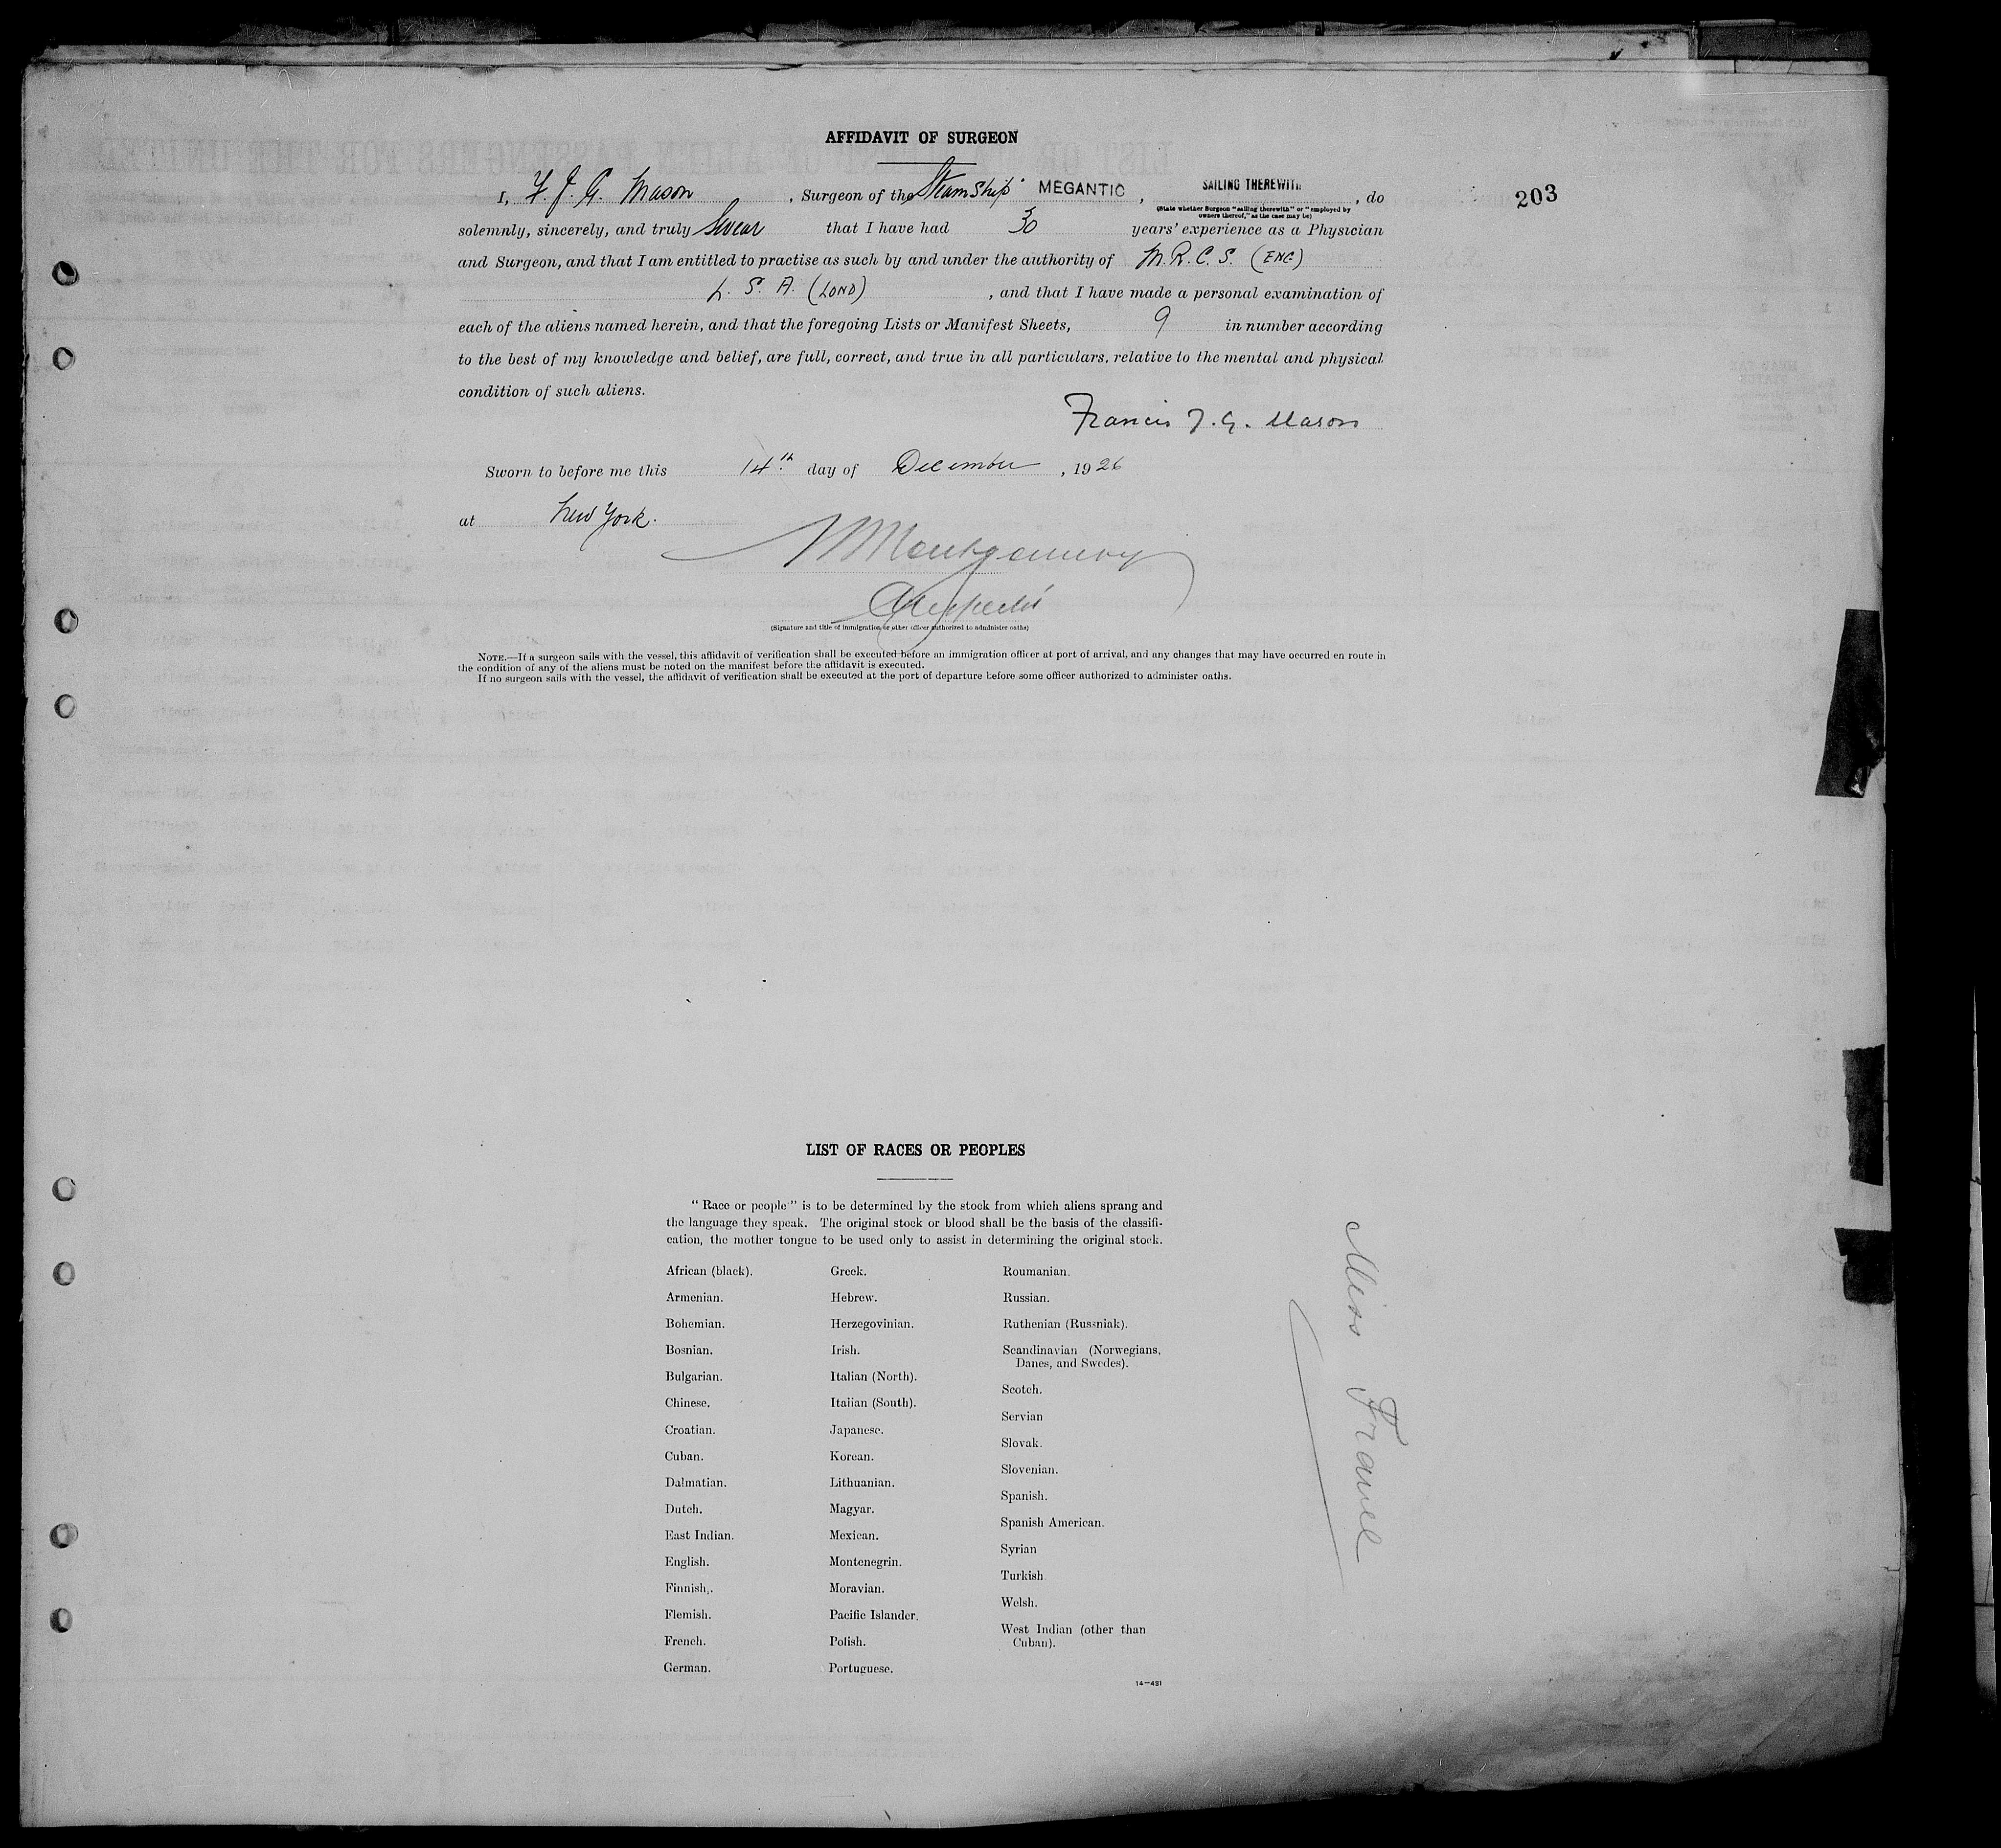 AFFIDAVIT OF SURGEON
I, F. J. G. Mason, Surgeon of the Steamship MEGANTIC, SAILING THEREWITH, do
203
(State whether Surgeon "sailing therewith" or "employed by
owners thereof," as the case may be)
solemnly, sincerely, and truly Swear that I have had 30 years' experience as a Physician
and Surgeon, and that I am entitled to practise as such by and under the authority of M.R.C.S. (ENG)
L. S. A. (LOND), and that I have made a personal examination of
each of the aliens named herein, and that the foregoing Lists or Manifest Sheets, 9 in number according
to the best of my knowledge and belief, are full, correct, and true in all particulars, relative to the mental and physical
condition of such aliens.
Francis J. G. Mason
Sworn to before me this 14th day of December, 1926
at New York.
Montgomery
(Signature and title of immigration or other officer authorized to administer oaths)
NOTE.—If a surgeon sails with the vessel, this affidavit of verification shall be executed before an immigration officer at port of arrival, and any changes that may have occurred en route in
the condition of any of the aliens must be noted on the manifest before the affidavit is executed.
If no surgeon sails with the vessel, the affidavit of verification shall be executed at the port of departure before some officer authorized to administer oaths.
LIST OF RACES OR PEOPLES
"Race or people" is to be determined by the stock from which aliens sprang and
the language they speak. The original stock or blood shall be the basis of the classifi-
cation, the mother tongue to be used only to assist in determining the original stock.
African (black).
Armenian.
Bohemian.
Bosnian.
Bulgarian.
Chinese.
Croatian.
Cuban.
Dalmatian.
Dutch.
East Indian.
English.
Finnish.
Flemish.
French.
German.
Greek.
Hebrew.
Herzegovinian.
Irish.
Italian (North).
Italian (South).
Japanese.
Korean.
Lithuanian.
Magyar.
Mexican.
Montenegrin.
Moravian.
Pacific Islander.
Polish.
Portuguese.
Roumanian.
Russian.
Ruthenian (Russniak).
Scandinavian (Norwegians,
Danes, and Swedes).
Scotch.
Servian
Slovak.
Slovenian.
Spanish.
Spanish American.
Syrian
Turkish
Welsh.
West Indian (other than
Cuban).
14—421
Miss